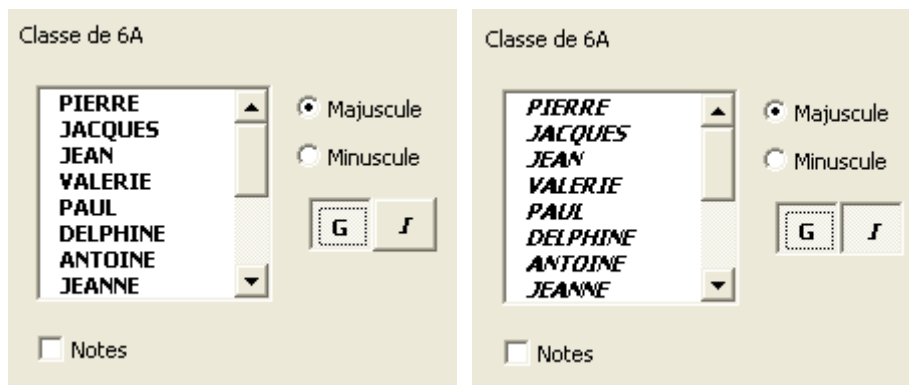 Classe de 6A
PIERRE
JACQUES
JEAN
VALERIE
PAUL
DELPHINE
ANTOINE
JEANNE
Majuscule
Minuscule
G I
Notes
Classe de 6A
PIERRE
JACQUES
JEAN
VALERIE
PAUL
DELPHINE
ANTOINE
JEANNE
Majuscule
Minuscule
G I
Notes